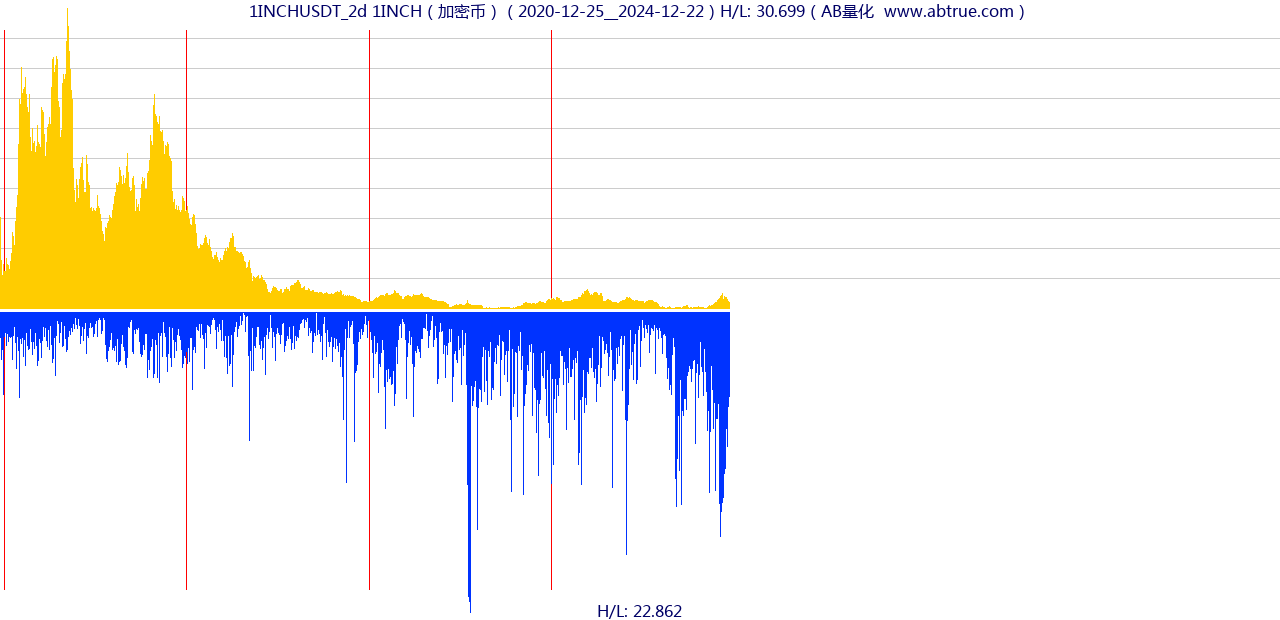 1INCHUSDT_2d 1INCH ( 加密币 ) ( 2020-12-25__2024-12-22 ) H/L: 30.699 ( AB量化  www.abtrue.com )
H/L: 22.862